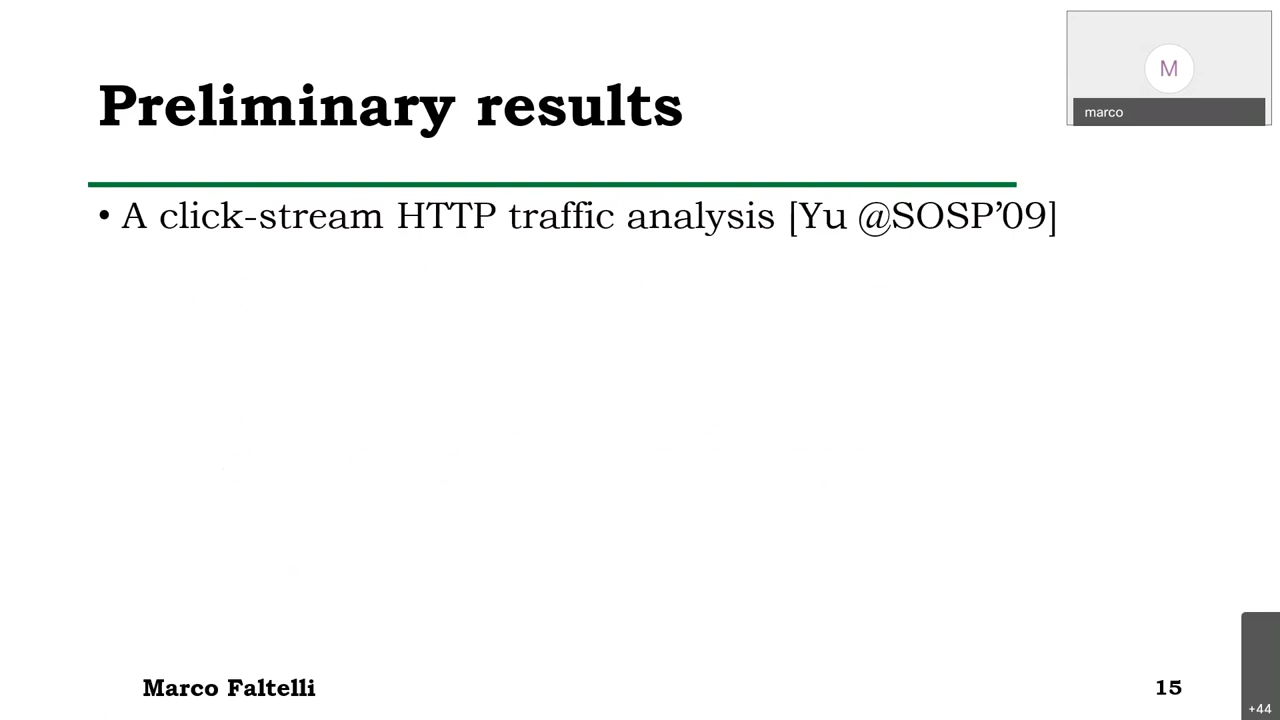 M
marco
Preliminary results
• A click-stream HTTP traffic analysis [Yu @SOSP’09]
Marco Faltelli
15
+44